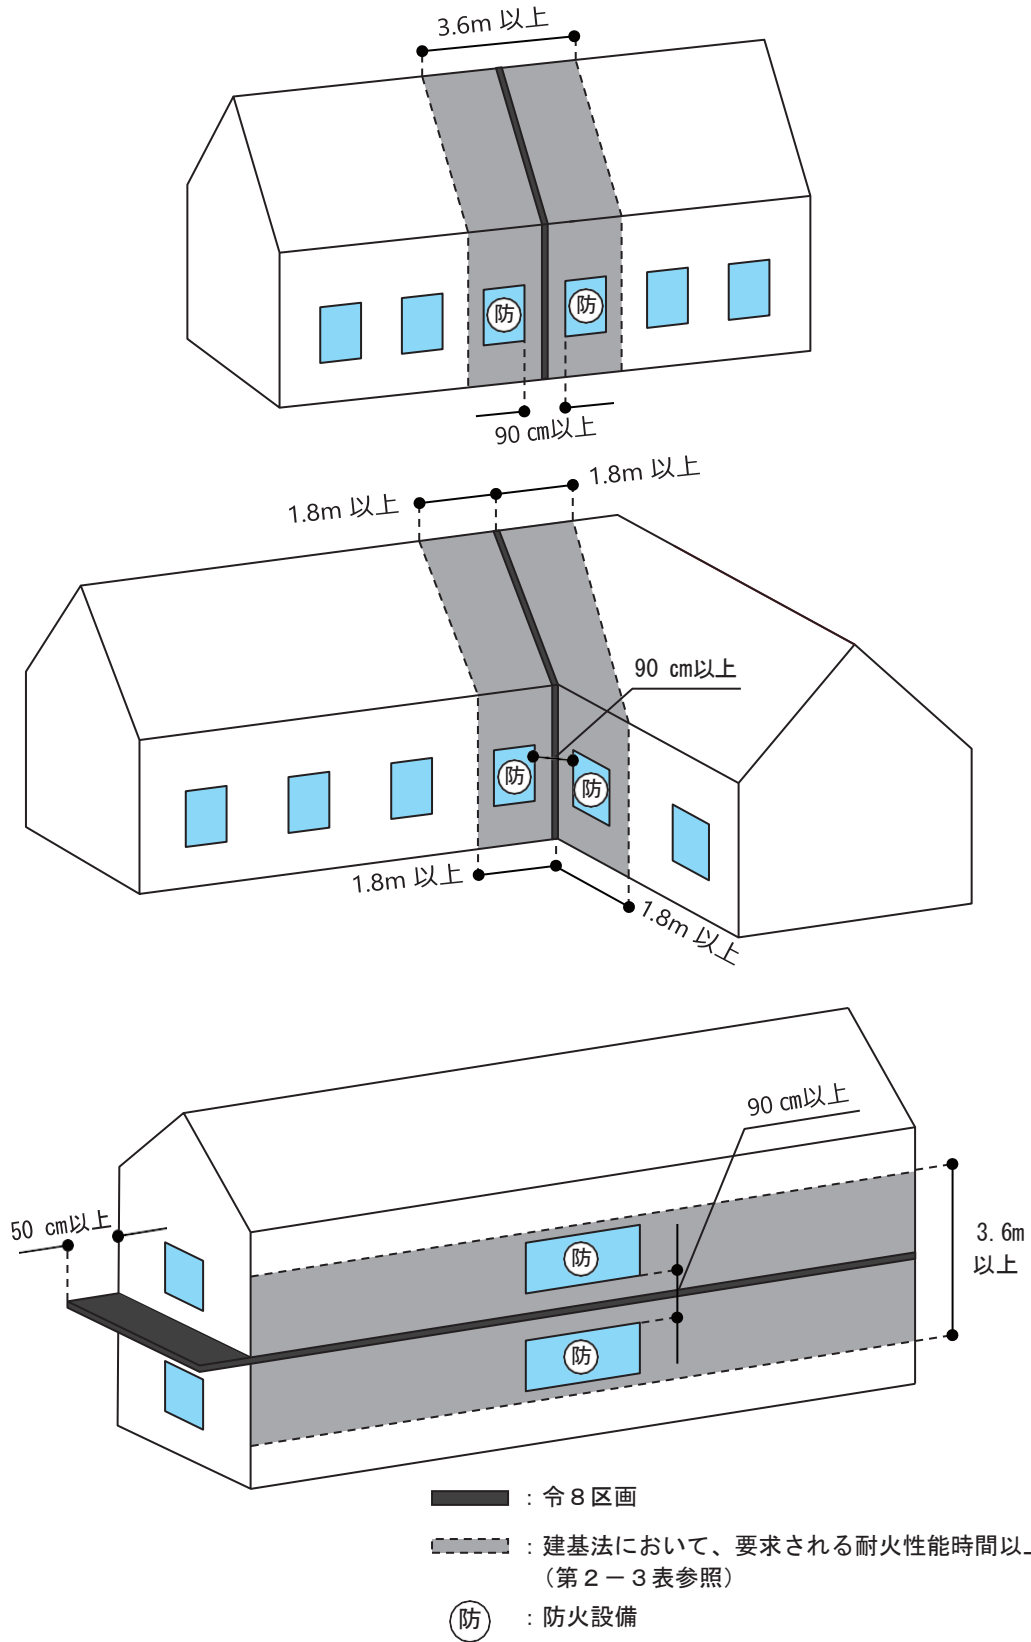 3.6m 以上
防
防
90 ㎝以上
1.8m 以上
1.8m 以上
90 ㎝以上
防
防
1.8m 以上
1.8m 以上
90 ㎝以上
50 ㎝以上
3.6m
以上
防
防
：令８区画
：建基法において、要求される耐火性能時間以
（第２－３表参照）
防 ：防火設備